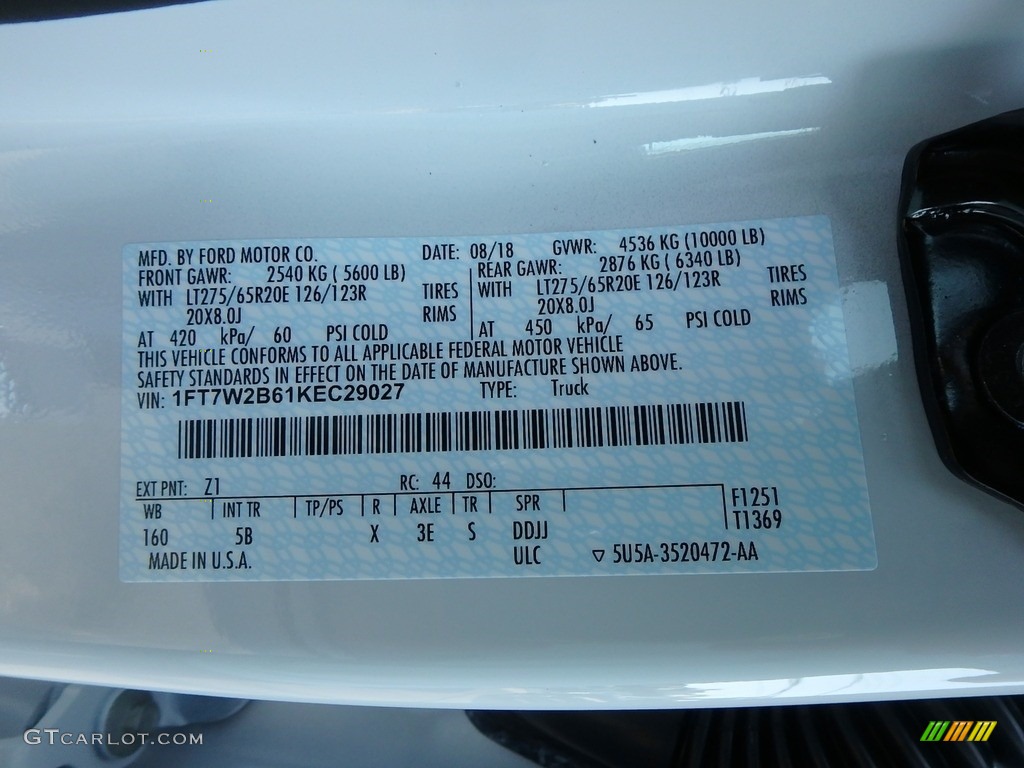 MFD. BY FORD MOTOR CO. DATE: 08/18 GVWR: 4536 KG (10000 LB)
FRONT GAWR: 2540 KG ( 5600 LB) REAR GAWR: 2876 KG ( 6340 LB)
WITH LT275/65R20E 126/123R TIRES WITH LT275/65R20E 126/123R TIRES
20X8.0J RIMS 20X8.0J RIMS
AT 420 kPa/ 60 PSI COLD AT 450 kPa/ 65 PSI COLD
THIS VEHICLE CONFORMS TO ALL APPLICABLE FEDERAL MOTOR VEHICLE
SAFETY STANDARDS IN EFFECT ON THE DATE OF MANUFACTURE SHOWN ABOVE.
VIN: 1FT7W2B61KEC29027 TYPE: Truck
EXT PNT: Z1 RC: 44 DSO:
WB INT TR TP/PS R AXLE TR SPR F1251
160 5B X 3E S DDJJ T1369
MADE IN U.S.A. ULC ▽ 5U5A-3520472-AA
GTcarlot.com